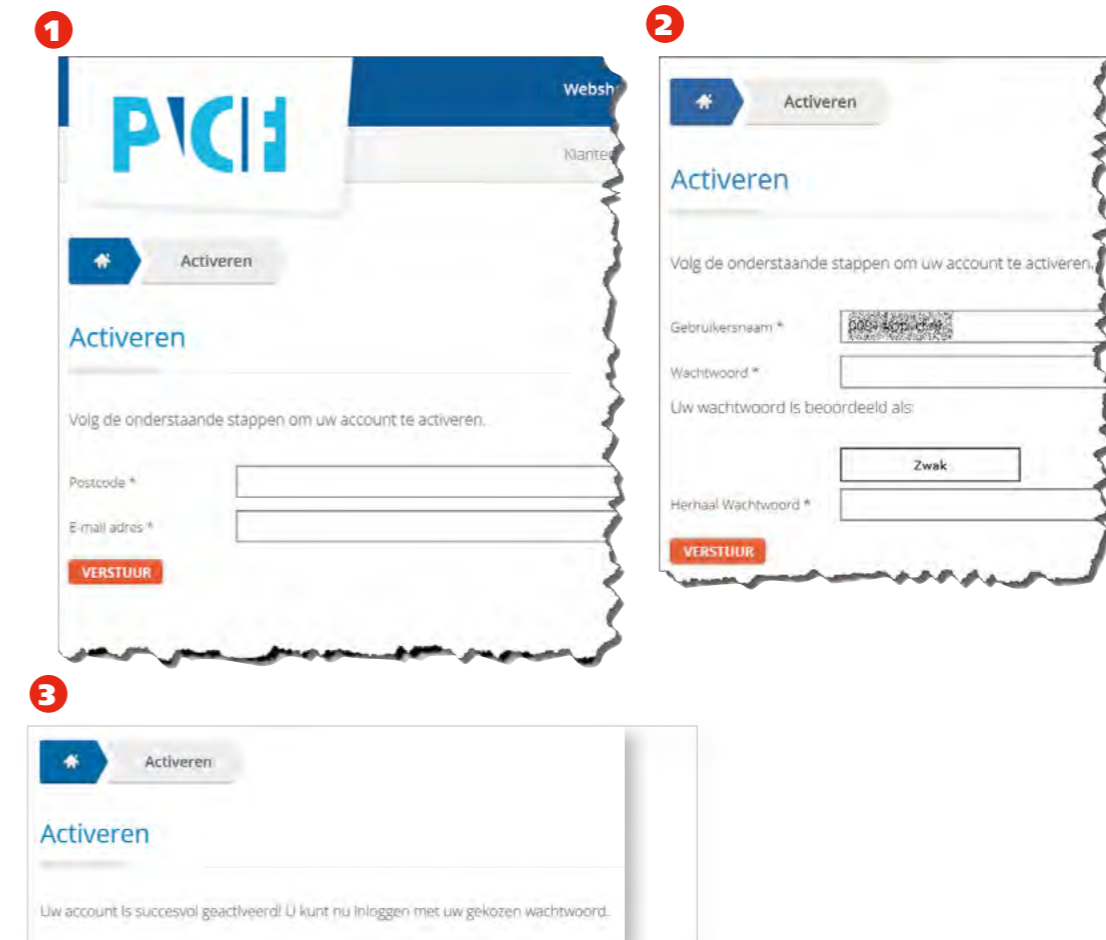 1
PCH
Websh
Klanten
Activeren
Activeren
Volg de onderstaande stappen om uw account te activeren.
Postcode *
E-mail adres *
VERSTUUR
2
Activeren
Activeren
Volg de onderstaande stappen om uw account te activeren.
Gebruikersnaam *
Wachtwoord *
Uw wachtwoord is beoordeeld als:
Zwak
Herhaal Wachtwoord *
VERSTUUR
3
Activeren
Activeren
Uw account is succesvol geactiveerd! U kunt nu inloggen met uw gekozen wachtwoord.